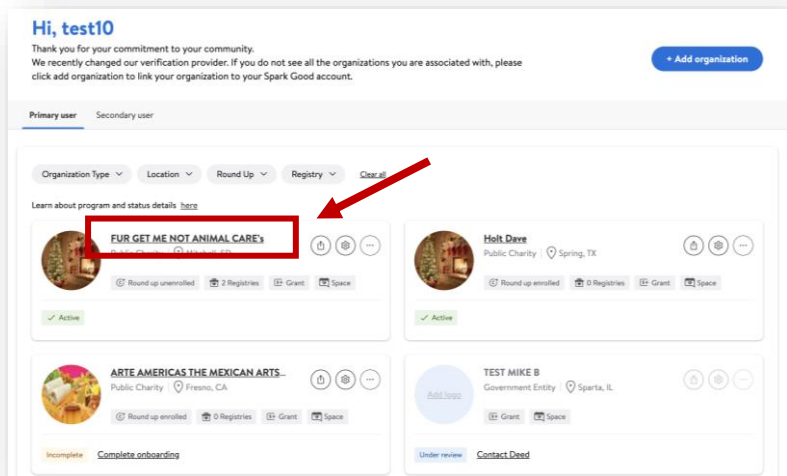 Hi, test10
Thank you for your commitment to your community.
We recently changed our verification provider. If you do not see all the organizations you are associated with, please
click add organization to link your organization to your Spark Good account.
+ Add organization
Primary user Secondary user
Organization Type Location Round Up Registry Clear all
Learn about program and status details here
FUR GET ME NOT ANIMAL CARE's
Public Charity
Round up unenrolled 2 Registries Grant Space
Active
Holt Dave
Public Charity Spring, TX
Round up enrolled 0 Registries Grant Space
Active
ARTE AMERICAS THE MEXICAN ARTS...
Public Charity Fresno, CA
Round up enrolled 0 Registries Grant Space
Incomplete Complete onboarding
Add logo
TEST MIKE B
Government Entity Sparta, IL
Grant Space
Under review Contact Deed